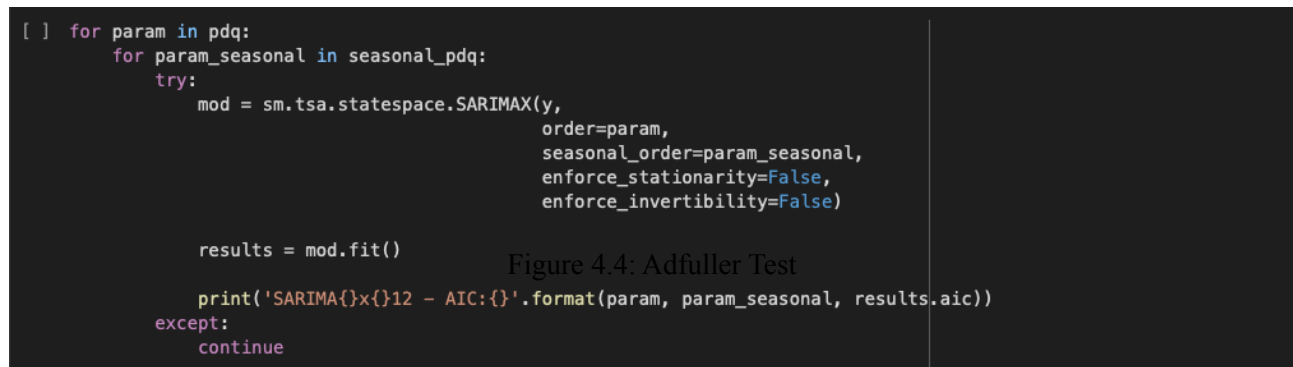 [ ] for param in pdq:
for param_seasonal in seasonal_pdq:
try:
mod = sm.tsa.statespace.SARIMAX(y,
order=param,
seasonal_order=param_seasonal,
enforce_stationarity=False,
enforce_invertibility=False)
results = mod.fit()
Figure 4.4: Adfuller Test
print('SARIMA{}x{}12 - AIC:{}'.format(param, param_seasonal, results.aic))
except:
continue